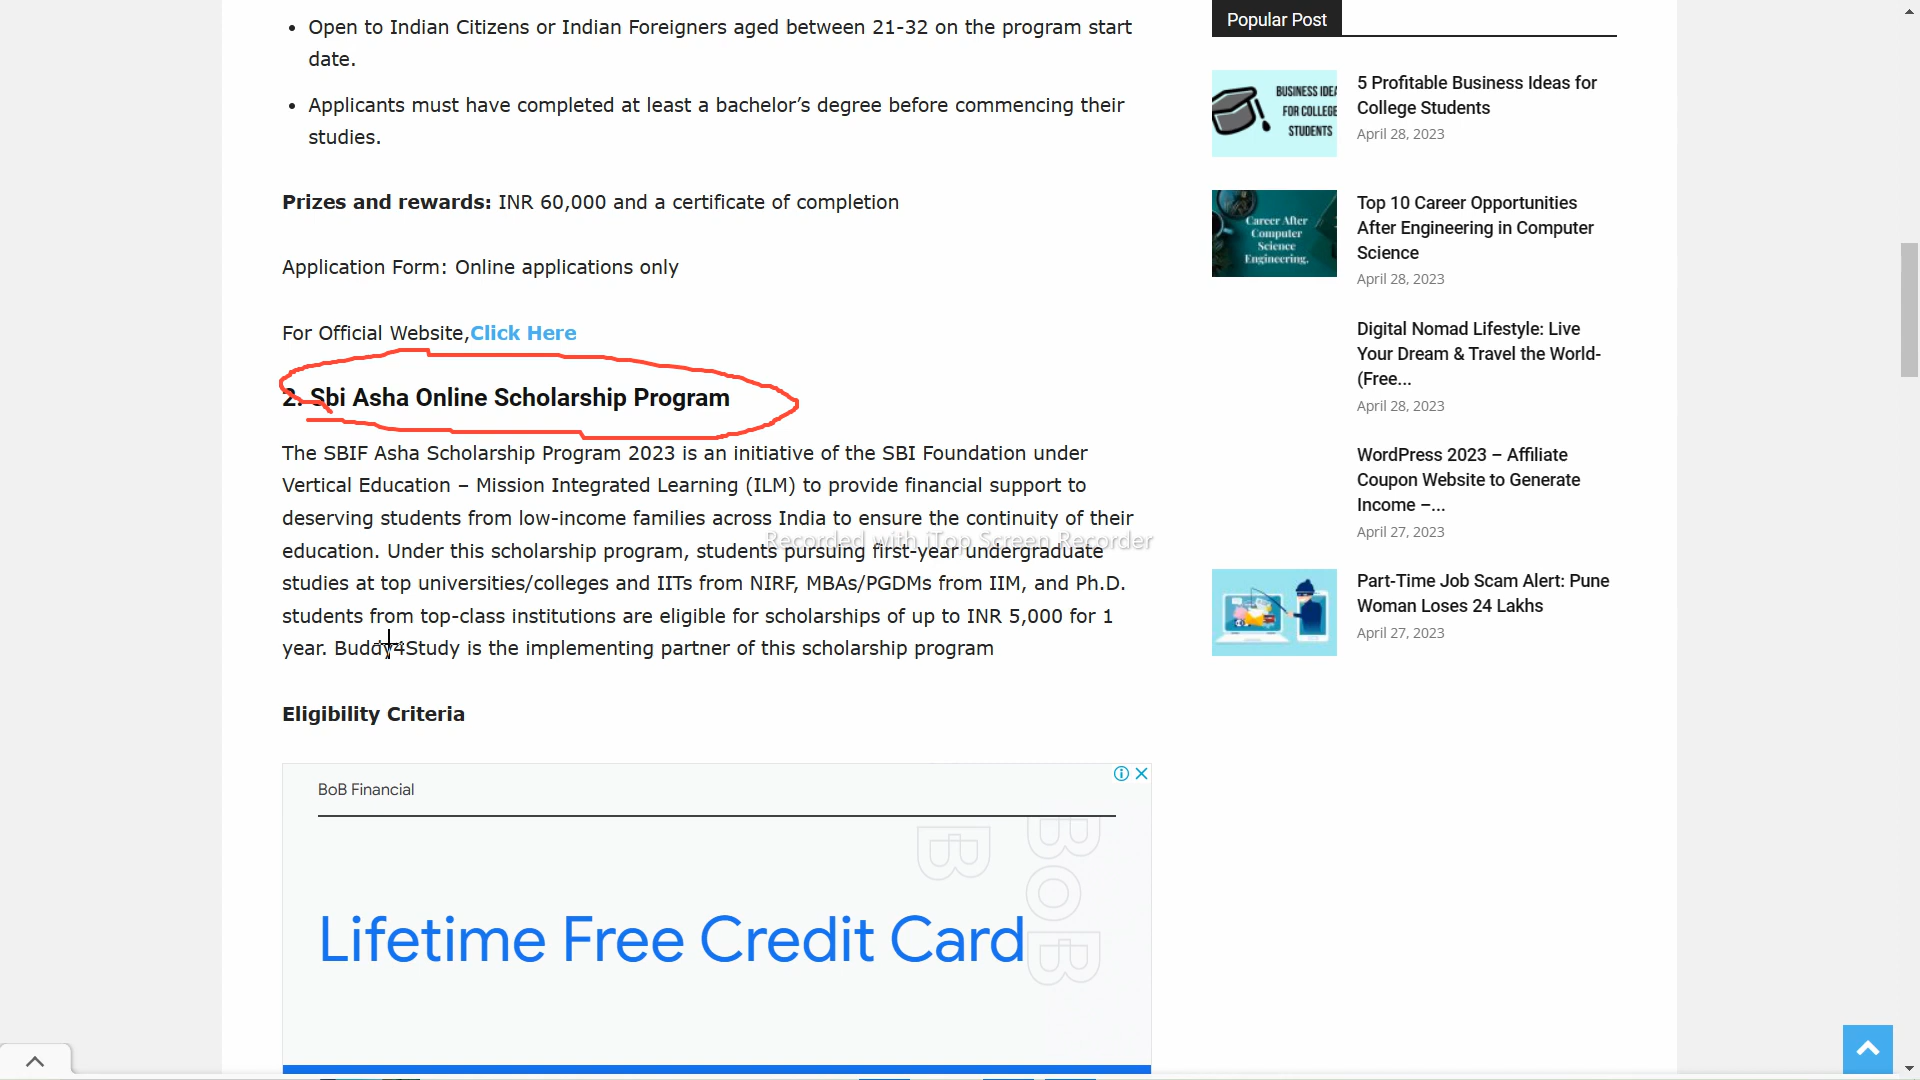 • Open to Indian Citizens or Indian Foreigners aged between 21-32 on the program start
date.
• Applicants must have completed at least a bachelor’s degree before commencing their
studies.
Prizes and rewards: INR 60,000 and a certificate of completion
Application Form: Online applications only
For Official Website,Click Here
2. Sbi Asha Online Scholarship Program
The SBIF Asha Scholarship Program 2023 is an initiative of the SBI Foundation under
Vertical Education – Mission Integrated Learning (ILM) to provide financial support to
deserving students from low-income families across India to ensure the continuity of their
Recorded with iTop Screen Recorder
education. Under this scholarship program, students pursuing first-year undergraduate
studies at top universities/colleges and IITs from NIRF, MBAs/PGDMs from IIM, and Ph.D.
students from top-class institutions are eligible for scholarships of up to INR 5,000 for 1
year. Buddy4Study is the implementing partner of this scholarship program
Eligibility Criteria
BoB Financial
B
BoB
Lifetime Free Credit Card
Popular Post
BUSINESS IDEA
FOR COLLEGE
STUDENTS
5 Profitable Business Ideas for
College Students
April 28, 2023
Career After
Computer
Science
Engineering.
Top 10 Career Opportunities
After Engineering in Computer
Science
April 28, 2023
Digital Nomad Lifestyle: Live
Your Dream & Travel the World-
(Free...
April 28, 2023
WordPress 2023 – Affiliate
Coupon Website to Generate
Income –...
April 27, 2023
Part-Time Job Scam Alert: Pune
Woman Loses 24 Lakhs
April 27, 2023